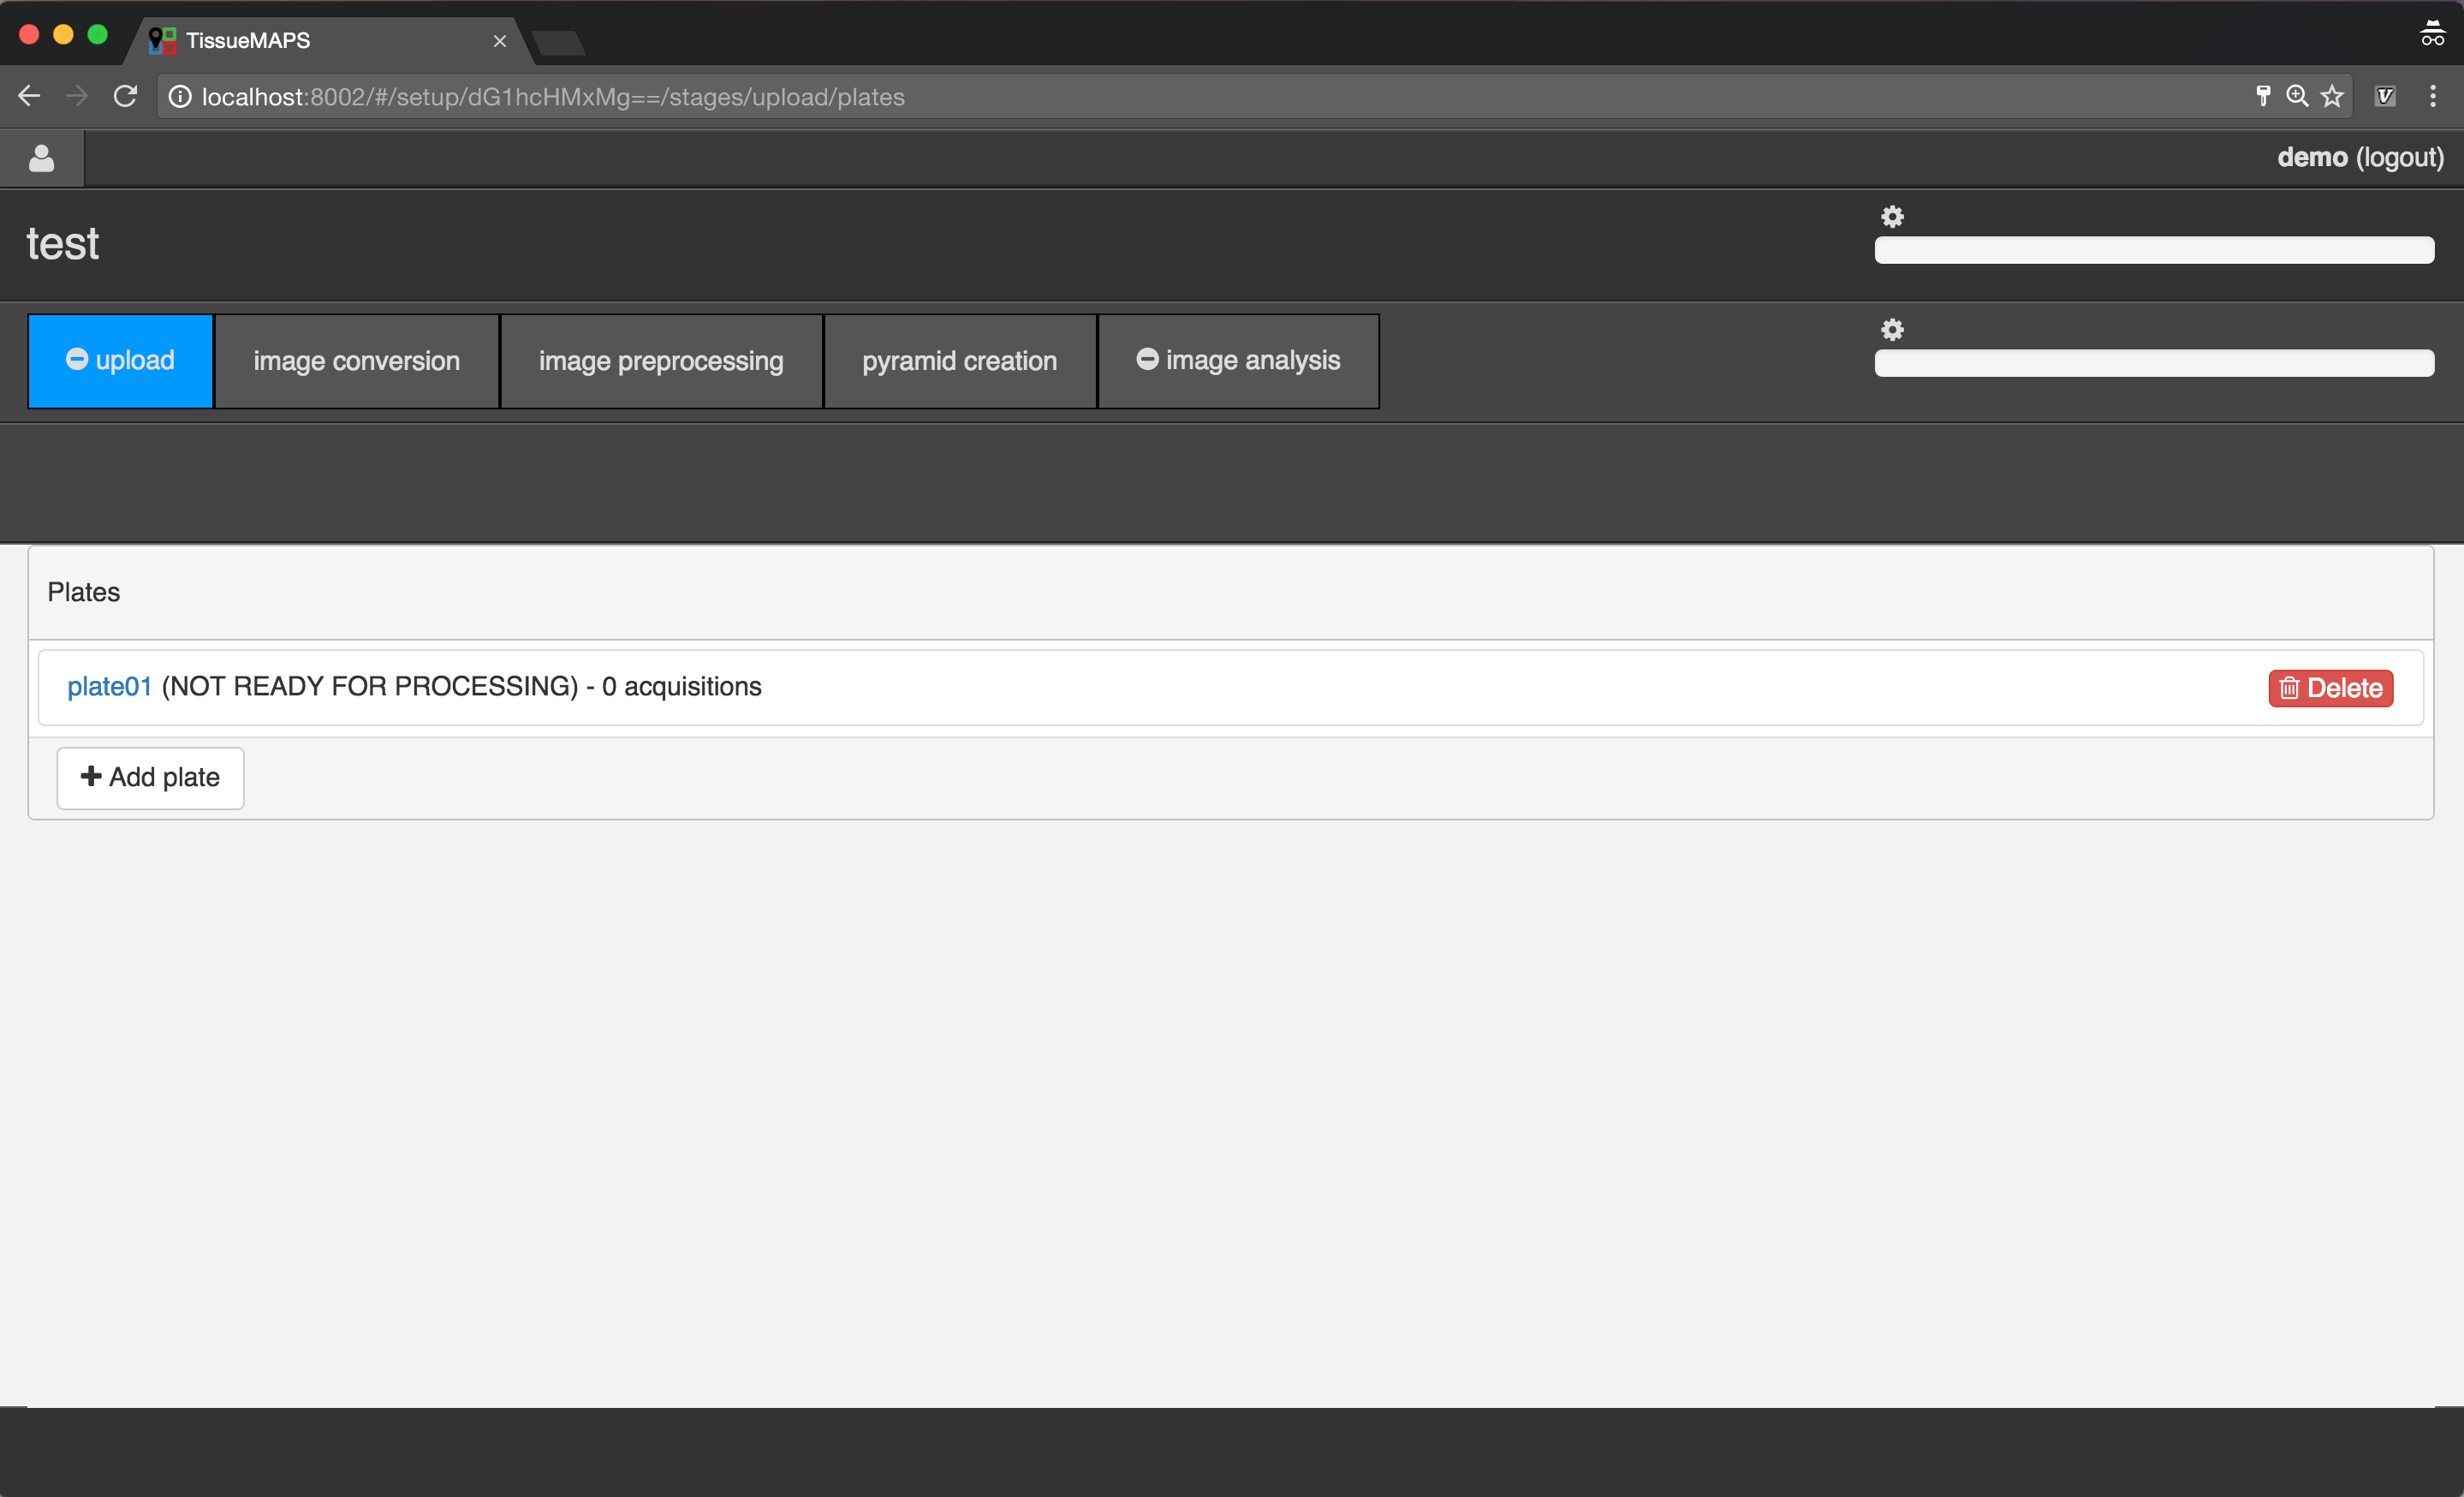 TissueMAPS
localhost:8002/#/setup/dG1hcHMxMg==/stages/upload/plates
demo (logout)
test
upload
image conversion
image preprocessing
pyramid creation
image analysis
Plates
plate01 (NOT READY FOR PROCESSING) - 0 acquisitions
Delete
Add plate